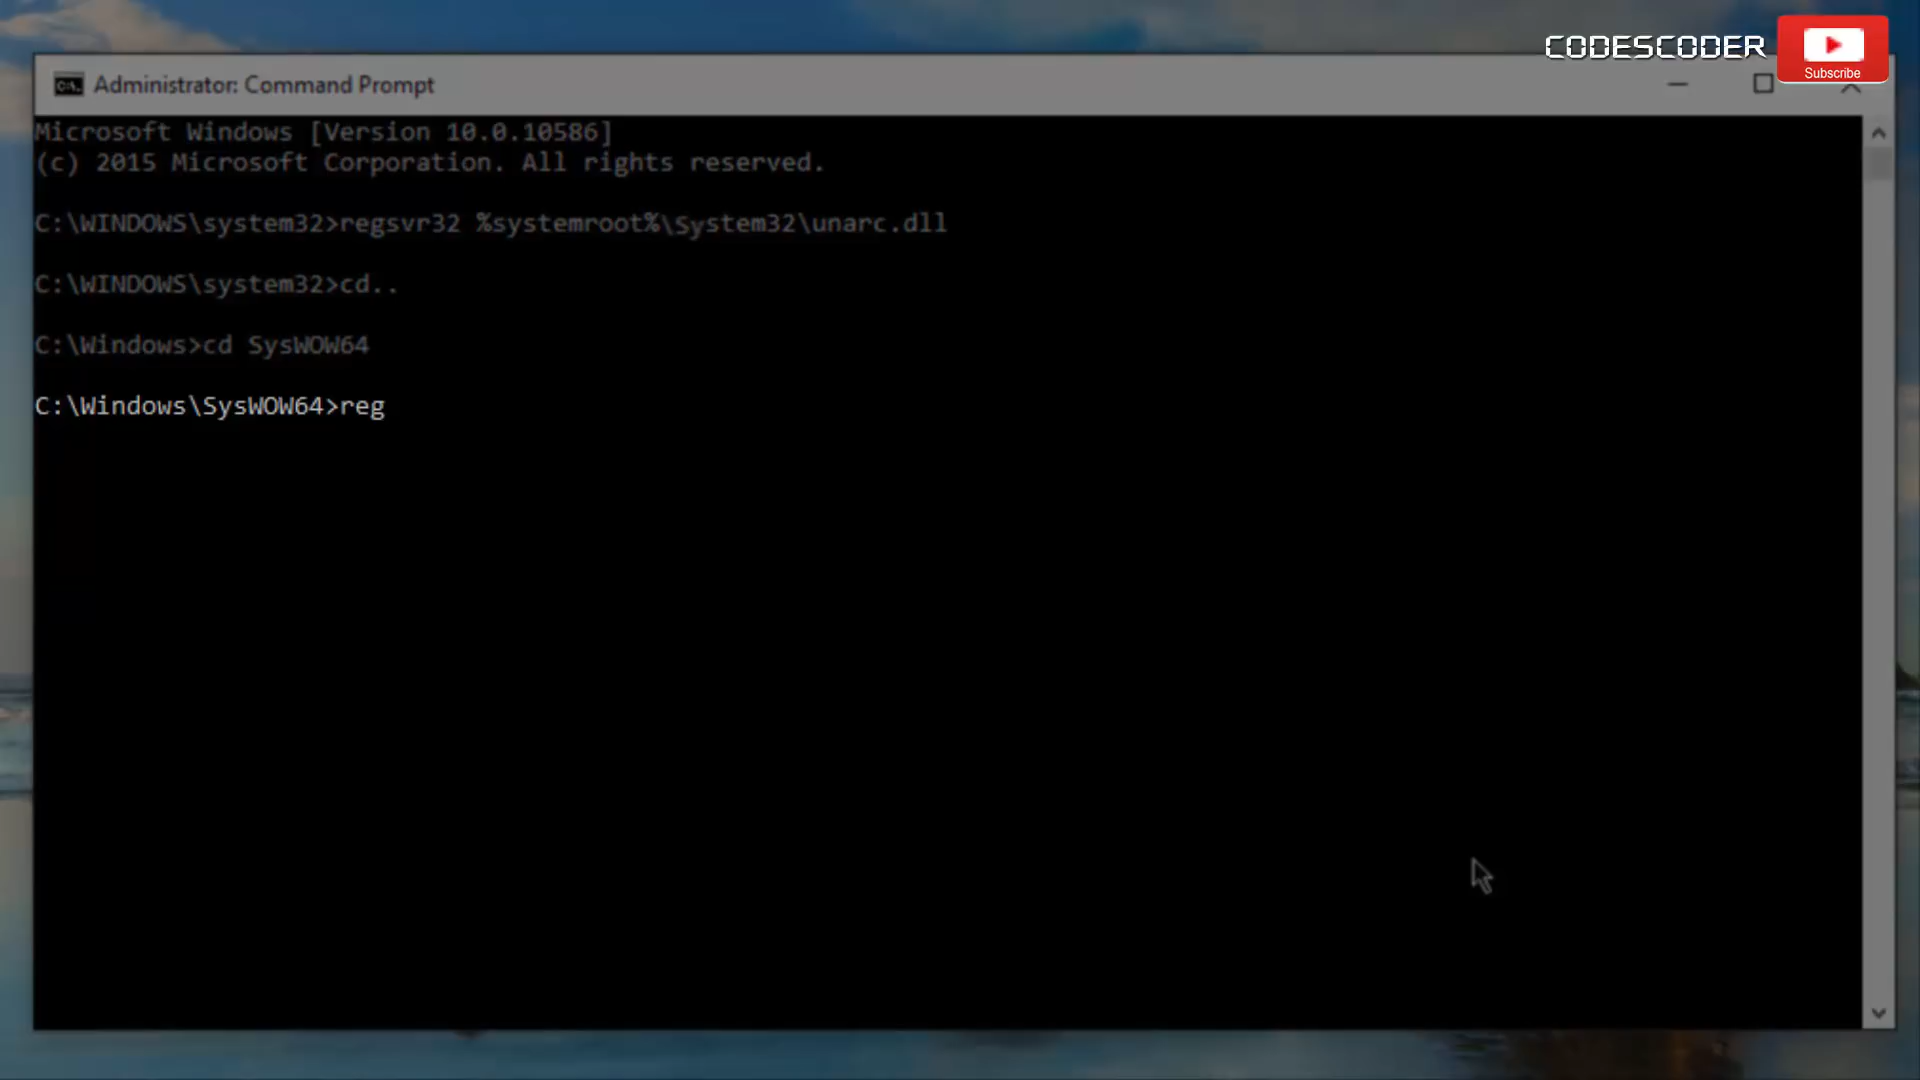 CODESCODER
Subscribe
Administrator: Command Prompt
Microsoft Windows [Version 10.0.10586]
(c) 2015 Microsoft Corporation. All rights reserved.
C:\WINDOWS\system32>regsvr32 %systemroot%\System32\unarc.dll
C:\WINDOWS\system32>cd..
C:\Windows>cd SysWOW64
C:\Windows\SysWOW64>reg